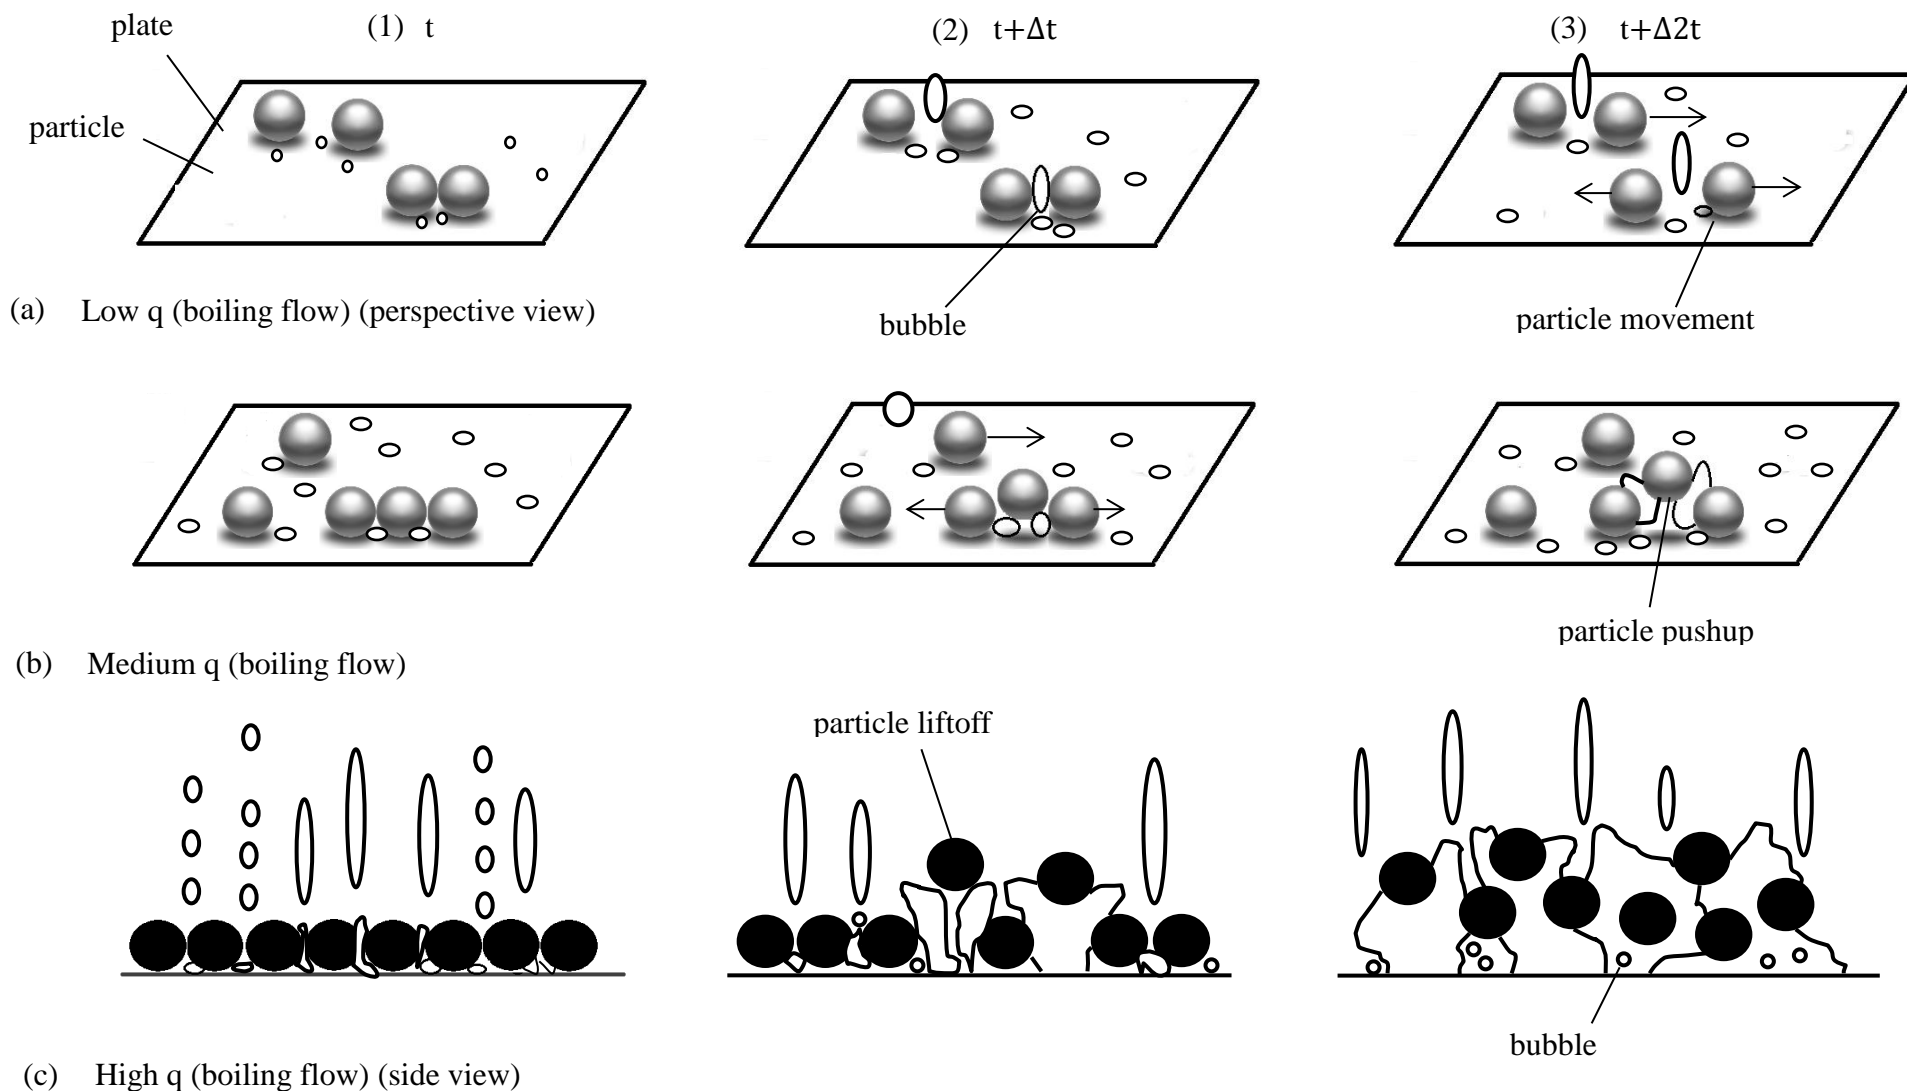 plate
(1) t
(2) t+Δt
(3) t+Δ2t
particle
(a) Low q (boiling flow) (perspective view)
bubble
particle movement
particle pushup
(b) Medium q (boiling flow)
particle liftoff
bubble
(c) High q (boiling flow) (side view)